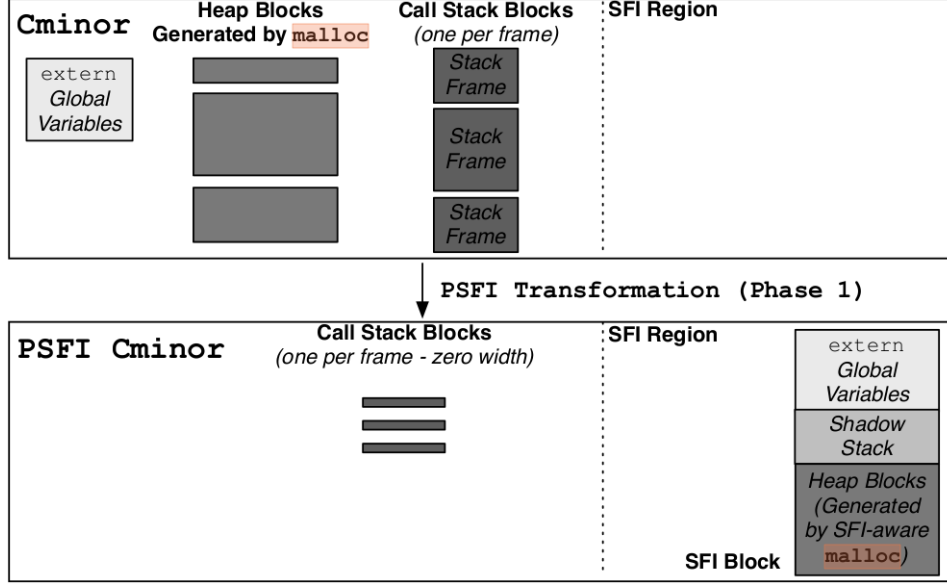 Cminor
Heap Blocks
Generated by malloc
Call Stack Blocks
(one per frame)
SFI Region
extern
Global
Variables
Stack
Frame
Stack
Frame
Stack
Frame
PSFI Transformation (Phase 1)
PSFI Cminor
Call Stack Blocks
(one per frame - zero width)
SFI Region
extern
Global
Variables
Shadow
Stack
Heap Blocks
(Generated
by SFI-aware
malloc)
SFI Block